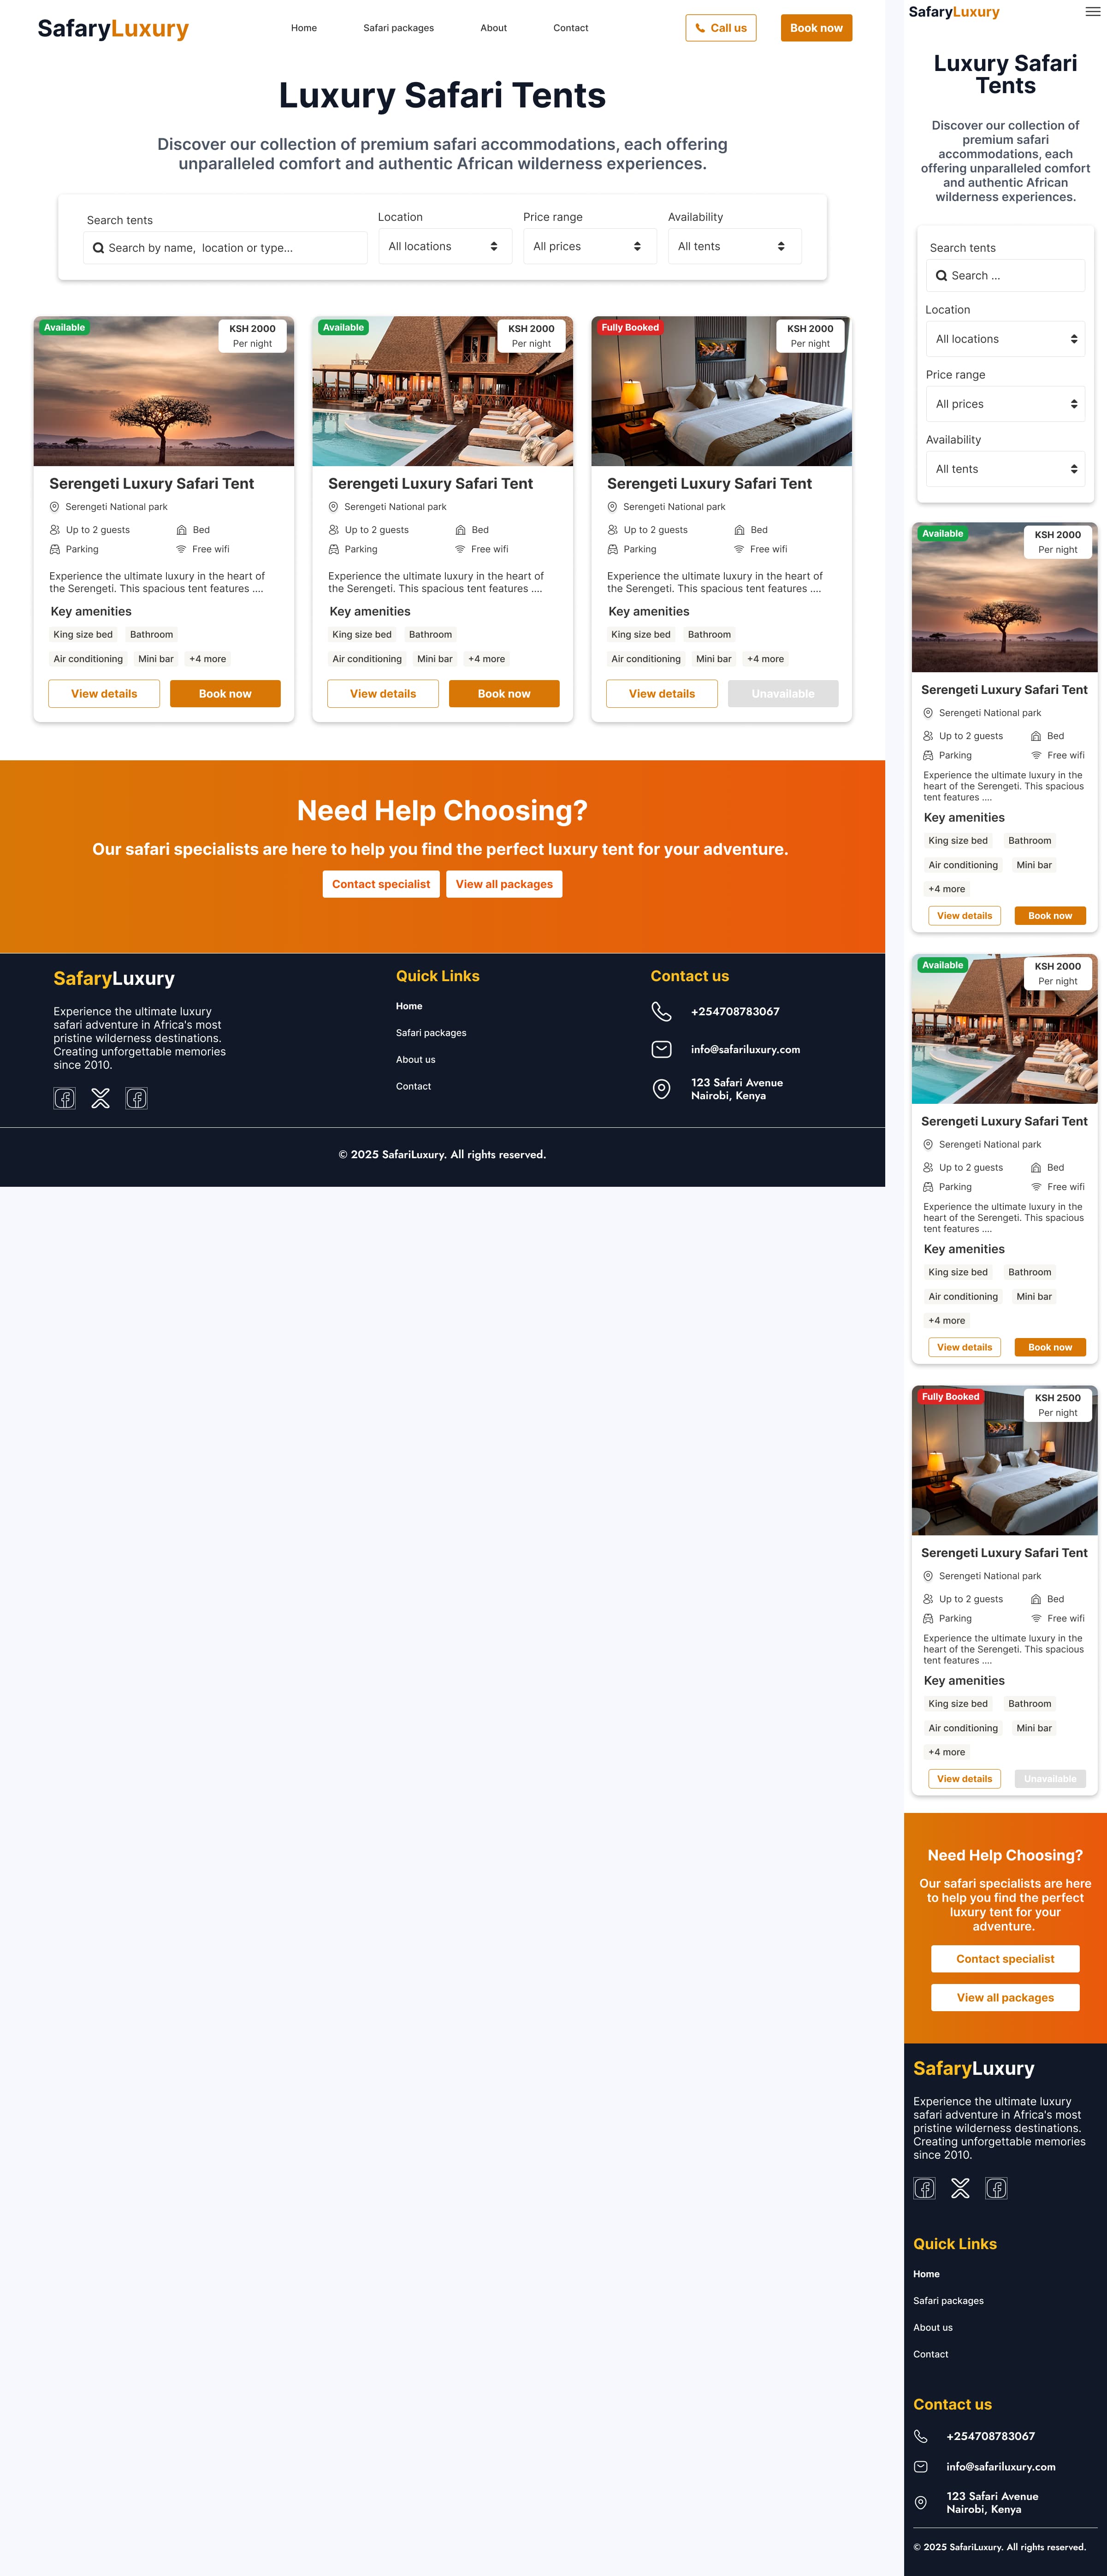 SafaryLuxury
Home
Safari packages
About
Contact
Call us
Book now
Luxury Safari Tents
Discover our collection of premium safari accommodations, each offering
unparalleled comfort and authentic African wilderness experiences.
Search tents
Search by name,  location or type...
Location
All locations
Price range
All prices
Availability
All tents
Available
KSH 2000
Per night
Serengeti Luxury Safari Tent
Serengeti National park
Up to 2 guests
Bed
Parking
Free wifi
Experience the ultimate luxury in the heart of
the Serengeti. This spacious tent features ....
Key amenities
King size bed
Bathroom
Air conditioning
Mini bar
+4 more
View details
Book now
Available
KSH 2000
Per night
Serengeti Luxury Safari Tent
Serengeti National park
Up to 2 guests
Bed
Parking
Free wifi
Experience the ultimate luxury in the heart of
the Serengeti. This spacious tent features ....
Key amenities
King size bed
Bathroom
Air conditioning
Mini bar
+4 more
View details
Book now
Fully Booked
KSH 2000
Per night
Serengeti Luxury Safari Tent
Serengeti National park
Up to 2 guests
Bed
Parking
Free wifi
Experience the ultimate luxury in the heart of
the Serengeti. This spacious tent features ....
Key amenities
King size bed
Bathroom
Air conditioning
Mini bar
+4 more
View details
Unavailable
Need Help Choosing?
Our safari specialists are here to help you find the perfect luxury tent for your adventure.
Contact specialist
View all packages
SafaryLuxury
Experience the ultimate luxury
safari adventure in Africa's most
pristine wilderness destinations.
Creating unforgettable memories
since 2010.
Quick Links
Home
Safari packages
About us
Contact
Contact us
+254708783067
info@safariluxury.com
123 Safari Avenue
Nairobi, Kenya
© 2025 SafariLuxury. All rights reserved.
SafaryLuxury
Luxury Safari
Tents
Discover our collection of
premium safari
accommodations, each
offering unparalleled comfort
and authentic African
wilderness experiences.
Search tents
Search ...
Location
All locations
Price range
All prices
Availability
All tents
Available
KSH 2000
Per night
Serengeti Luxury Safari Tent
Serengeti National park
Up to 2 guests
Bed
Parking
Free wifi
Experience the ultimate luxury in the
heart of the Serengeti. This spacious
tent features ....
Key amenities
King size bed
Bathroom
Air conditioning
Mini bar
+4 more
View details
Book now
Available
KSH 2000
Per night
Serengeti Luxury Safari Tent
Serengeti National park
Up to 2 guests
Bed
Parking
Free wifi
Experience the ultimate luxury in the
heart of the Serengeti. This spacious
tent features ....
Key amenities
King size bed
Bathroom
Air conditioning
Mini bar
+4 more
View details
Book now
Fully Booked
KSH 2500
Per night
Serengeti Luxury Safari Tent
Serengeti National park
Up to 2 guests
Bed
Parking
Free wifi
Experience the ultimate luxury in the
heart of the Serengeti. This spacious
tent features ....
Key amenities
King size bed
Bathroom
Air conditioning
Mini bar
+4 more
View details
Unavailable
Need Help Choosing?
Our safari specialists are here
to help you find the perfect
luxury tent for your
adventure.
Contact specialist
View all packages
SafaryLuxury
Experience the ultimate luxury
safari adventure in Africa's most
pristine wilderness destinations.
Creating unforgettable memories
since 2010.
Quick Links
Home
Safari packages
About us
Contact
Contact us
+254708783067
info@safariluxury.com
123 Safari Avenue
Nairobi, Kenya
© 2025 SafariLuxury. All rights reserved.